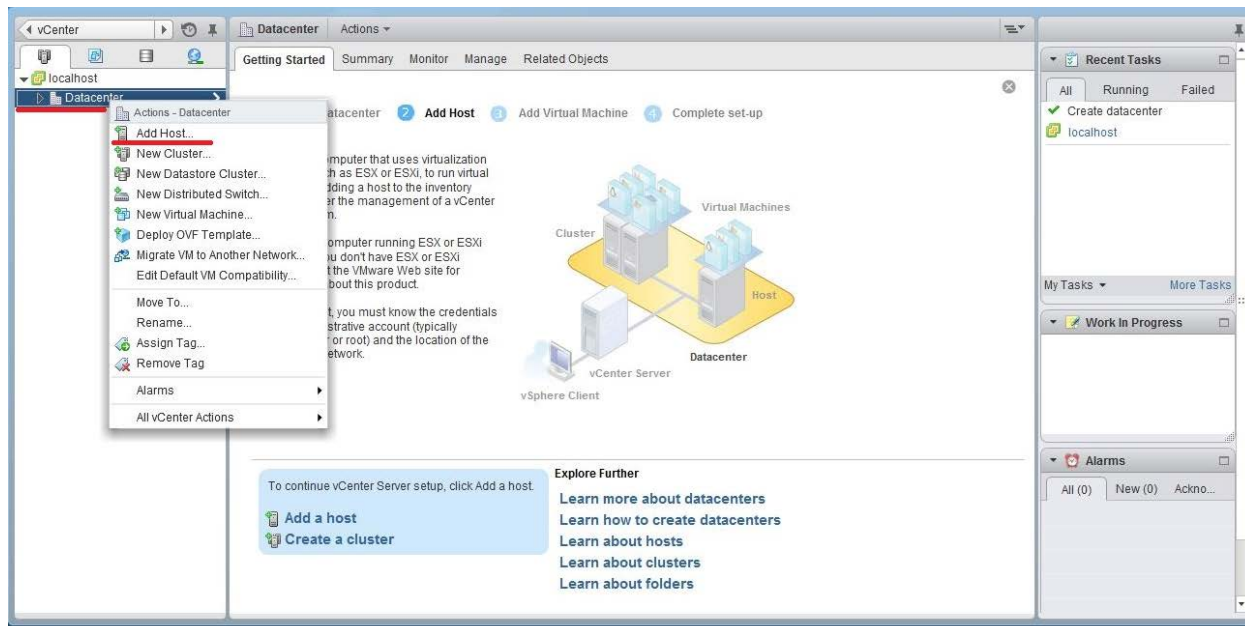 vCenter
localhost
Datacenter
Actions - Datacenter
Add Host...
New Cluster...
New Datastore Cluster...
New Distributed Switch...
New Virtual Machine...
Deploy OVF Template...
Migrate VM to Another Network...
Edit Default VM Compatibility...
Move To...
Rename...
Assign Tag...
Remove Tag
Alarms
All vCenter Actions
Datacenter Actions
Getting Started Summary Monitor Manage Related Objects
atacenter 2 Add Host 3 Add Virtual Machine 4 Complete set-up
mputer that uses virtualization
h as ESX or ESXi, to run virtual
dding a host to the inventory
er the management of a vCenter
m.
omputer running ESX or ESXi
u don't have ESX or ESXi
t the VMware Web site for
bout this product.
t, you must know the credentials
strative account (typically
or root) and the location of the
etwork.
Virtual Machines
Cluster
Host
Datacenter
vCenter Server
vSphere Client
To continue vCenter Server setup, click Add a host.
Add a host
Create a cluster
Explore Further
Learn more about datacenters
Learn how to create datacenters
Learn about hosts
Learn about clusters
Learn about folders
Recent Tasks
All Running Failed
Create datacenter
localhost
My Tasks More Tasks
Work In Progress
Alarms
All (0) New (0) Ackno...